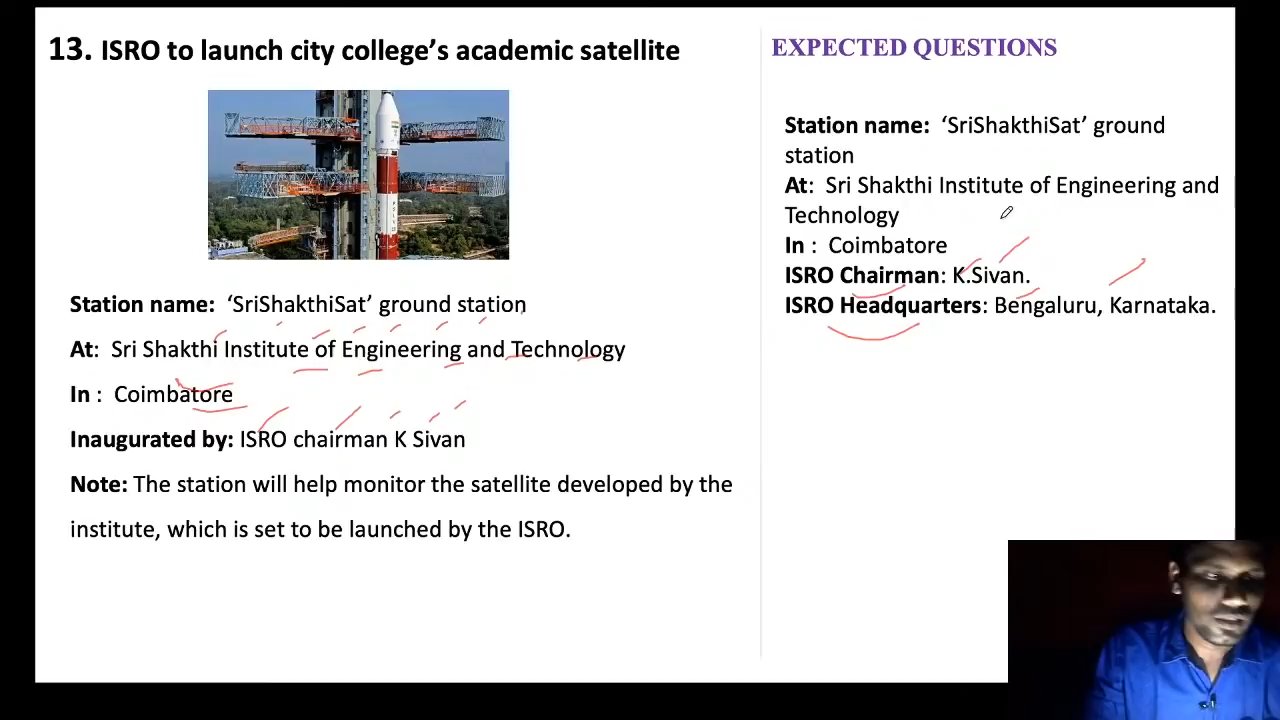 13. ISRO to launch city college’s academic satellite
Station name: ‘SriShakthiSat’ ground station
At: Sri Shakthi Institute of Engineering and Technology
In : Coimbatore
Inaugurated by: ISRO chairman K Sivan
Note: The station will help monitor the satellite developed by the
institute, which is set to be launched by the ISRO.
EXPECTED QUESTIONS
Station name: ‘SriShakthiSat’ ground
station
At: Sri Shakthi Institute of Engineering and
Technology
In : Coimbatore
ISRO Chairman: K.Sivan.
ISRO Headquarters: Bengaluru, Karnataka.